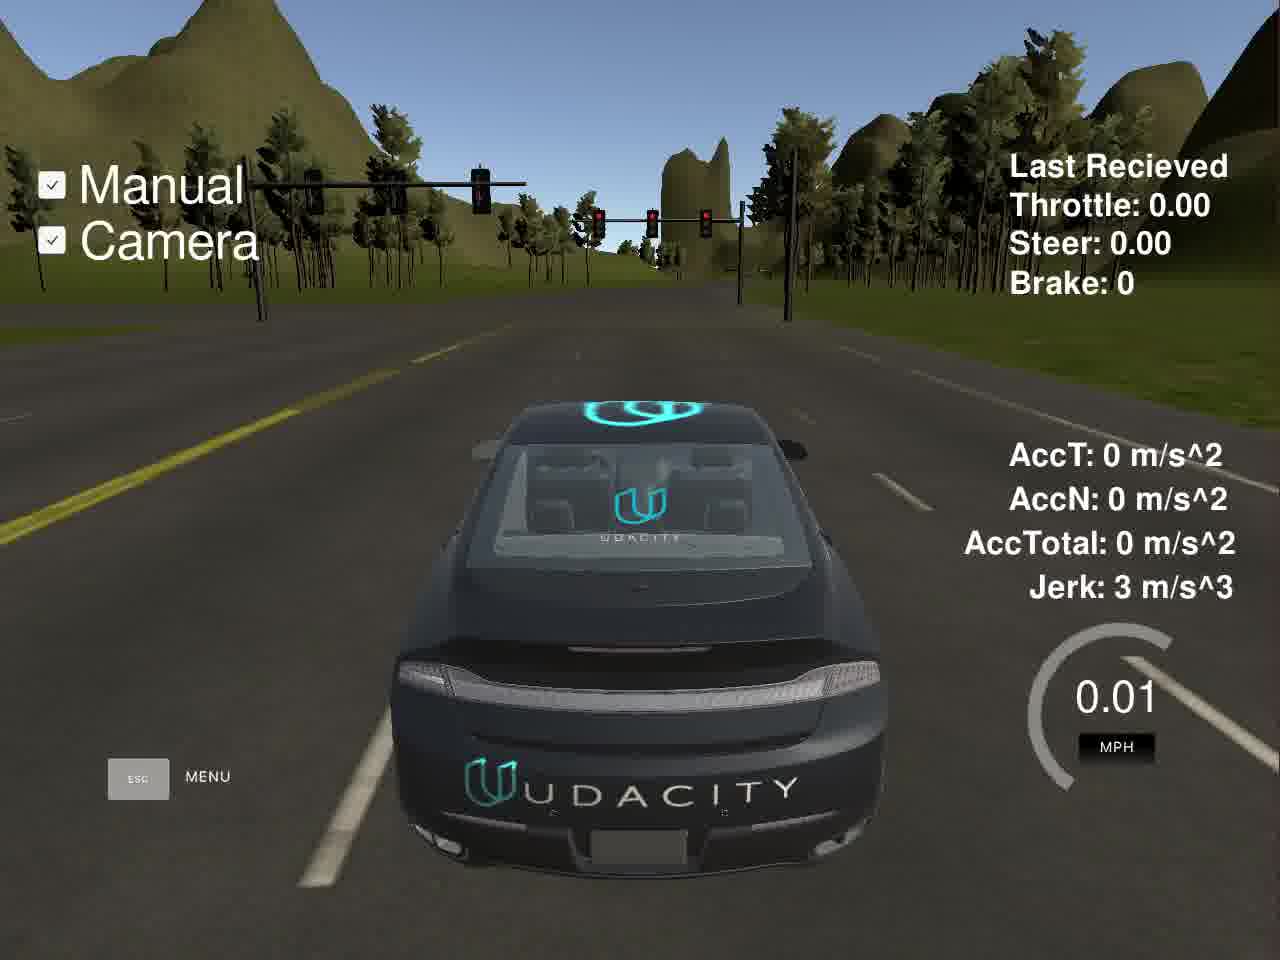 Manual
Camera
Last Recieved
Throttle: 0.00
Steer: 0.00
Brake: 0
AccT: 0 m/s^2
AccN: 0 m/s^2
AccTotal: 0 m/s^2
Jerk: 3 m/s^3
UDACITY
0.01
MPH
ESC MENU
UDACITY